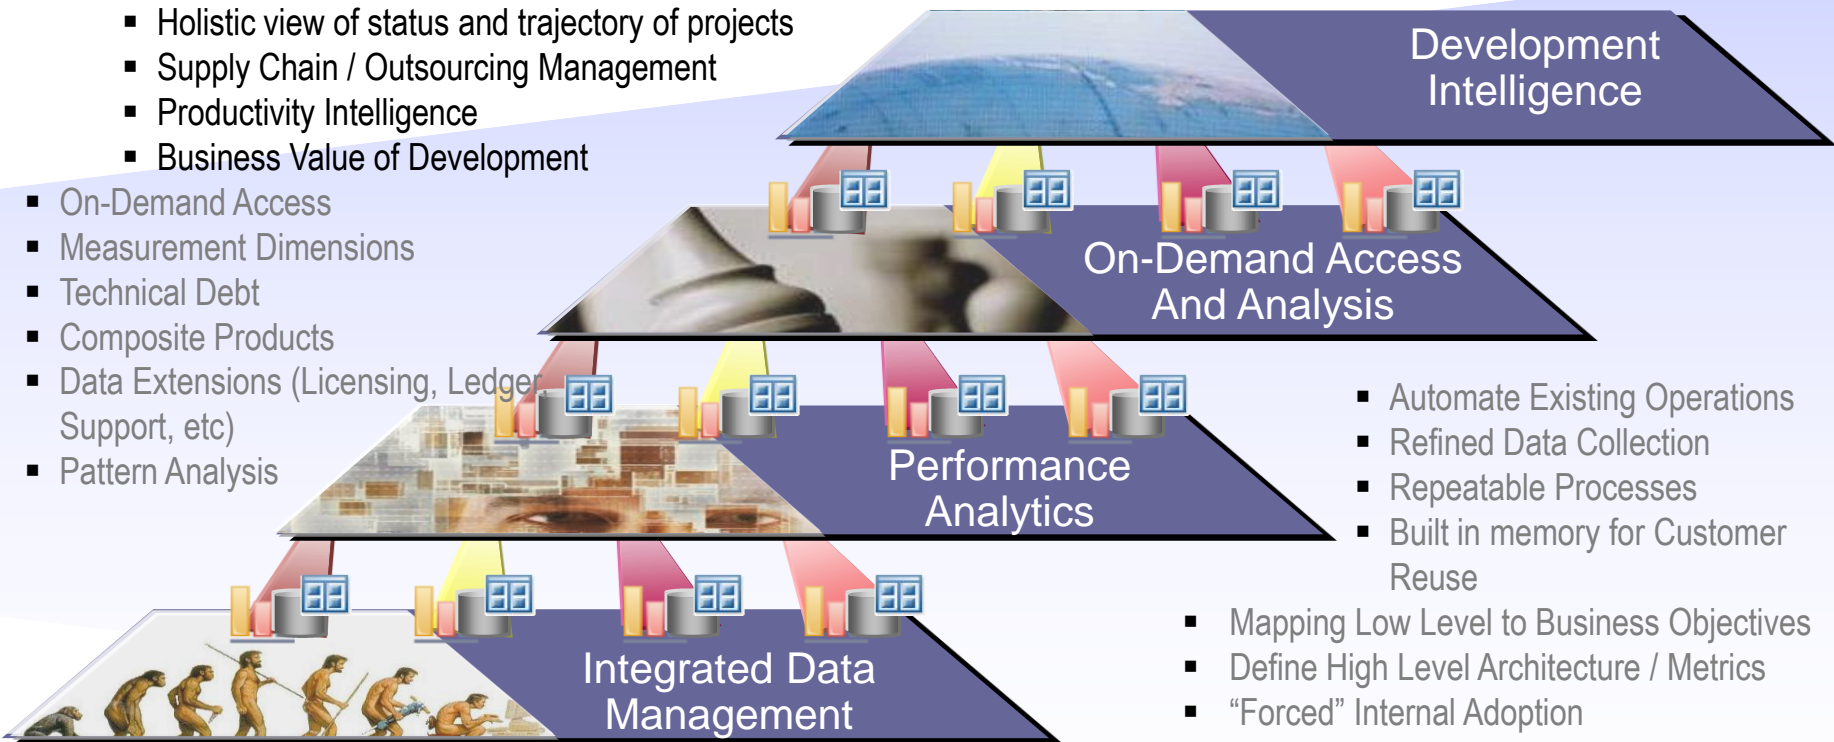 Holistic view of status and trajectory of projects
Supply Chain / Outsourcing Management
Productivity Intelligence
Business Value of Development
Development
Intelligence
On-Demand Access
Measurement Dimensions
Technical Debt
Composite Products
Data Extensions (Licensing, Ledger,
Support, etc)
Pattern Analysis
On-Demand Access
And Analysis
Performance
Analytics
Automate Existing Operations
Refined Data Collection
Repeatable Processes
Built in memory for Customer
Reuse
Integrated Data
Management
Mapping Low Level to Business Objectives
Define High Level Architecture / Metrics
“Forced” Internal Adoption